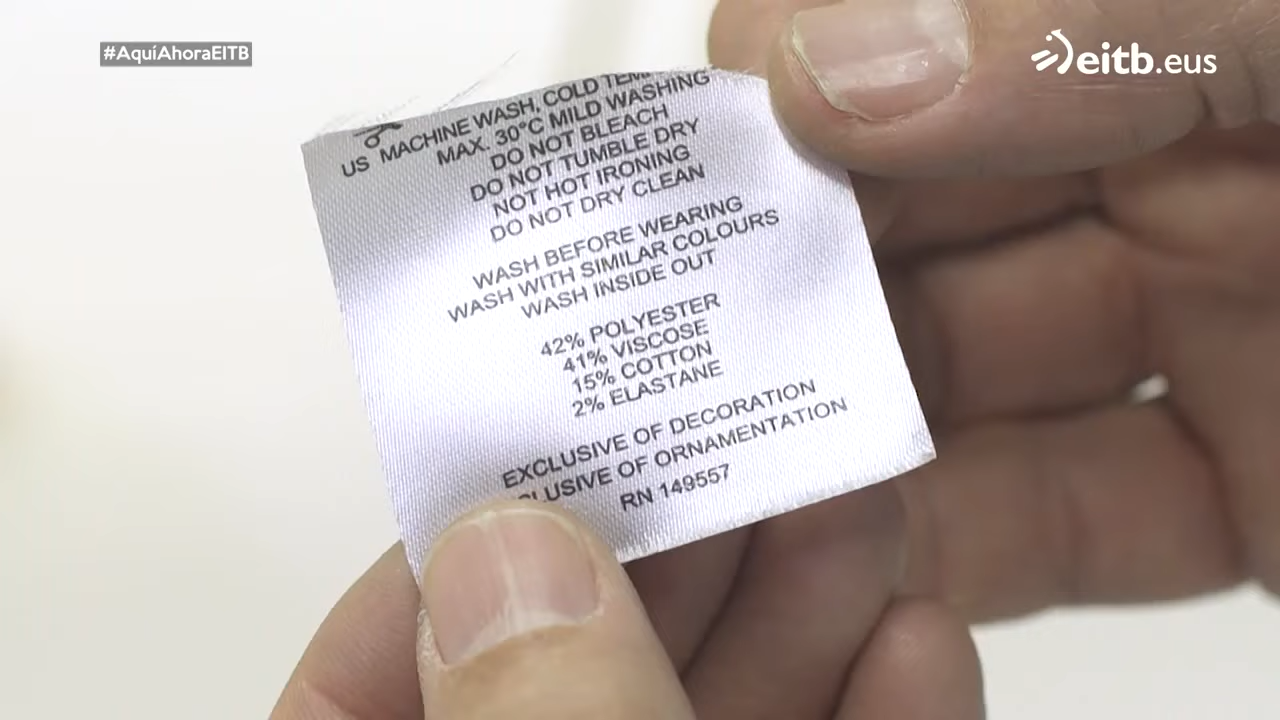 #AquíAhoraEITB
eitb.eus
US MACHINE WASH, COLD
MAX. 30°C MILD WASHING
DO NOT BLEACH
DO NOT TUMBLE DRY
NOT HOT IRONING
DO NOT DRY CLEAN
WASH BEFORE WEARING
WASH WITH SIMILAR COLOURS
WASH INSIDE OUT
42% POLYESTER
41% VISCOSE
15% COTTON
2% ELASTANE
EXCLUSIVE OF DECORATION
OF ORNAMENTATION
RN 149557